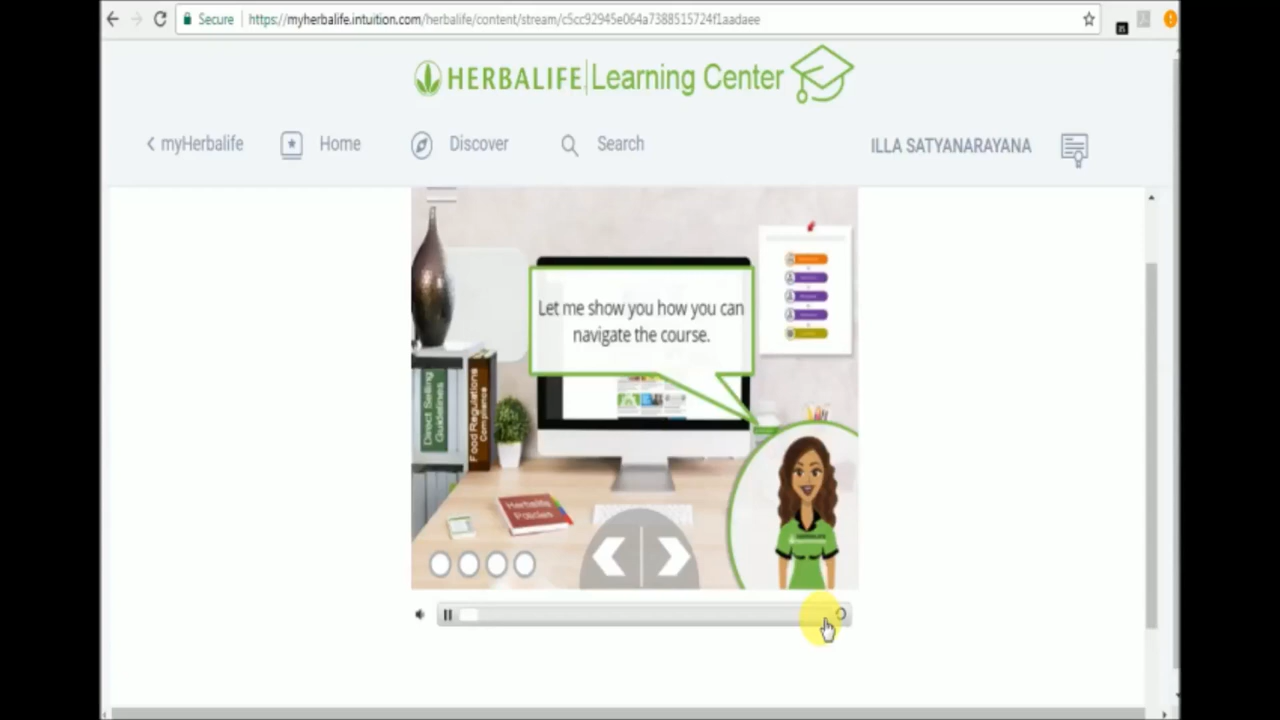 Secure
https://myherbalife.intuition.com/herbalife/content/stream/c5cc92945e064a7388515724f1aadaee
HERBALIFE Learning Center
myHerbalife
Home
Discover
Search
ILLA SATYANARAYANA
Let me show you how you can
navigate the course.
Direct Selling
Guidelines
Food Regulations
Compliance
Herbalife
Policies